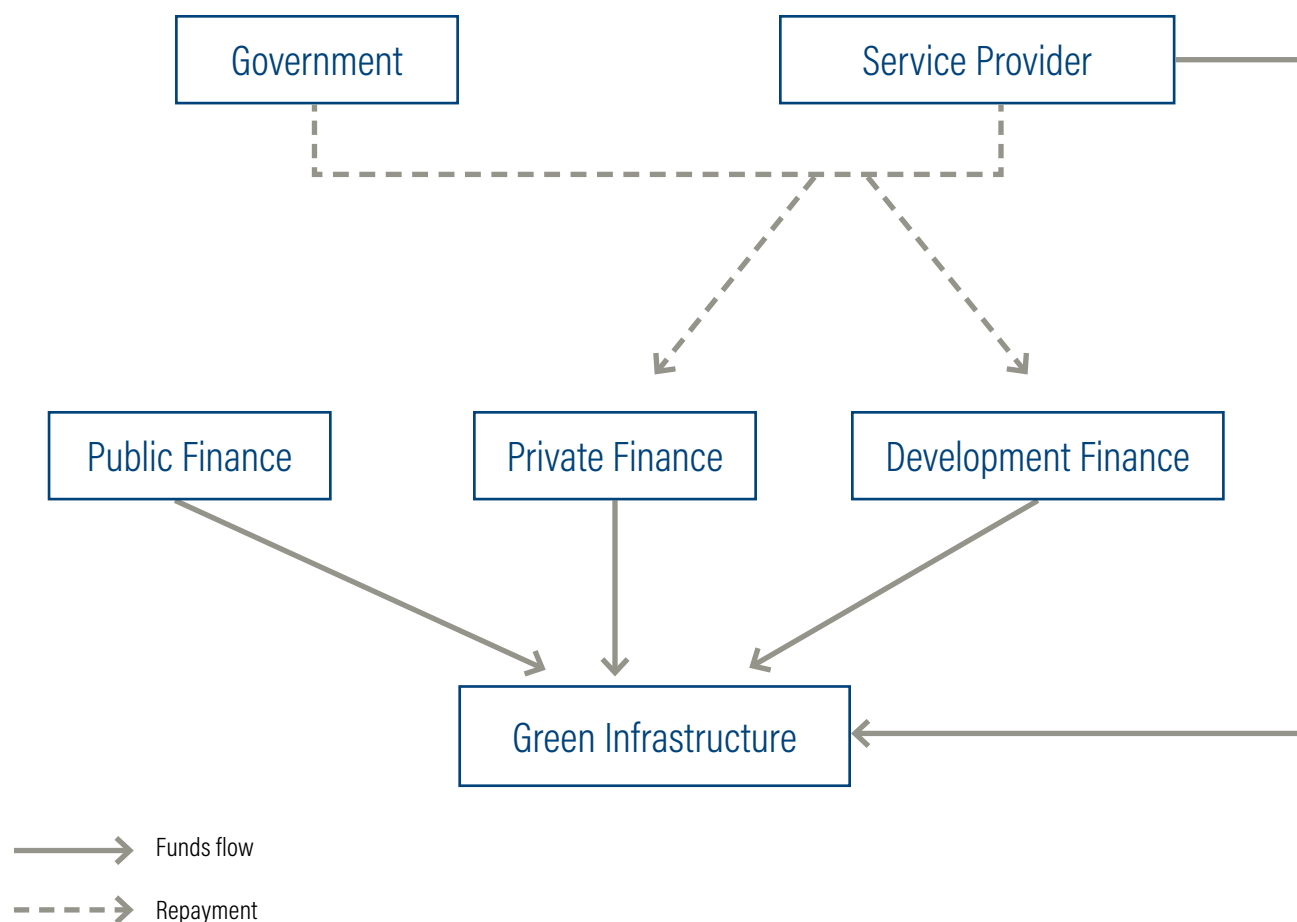 Government
Service Provider
Public Finance
Private Finance
Development Finance
Green Infrastructure
Funds flow
Repayment